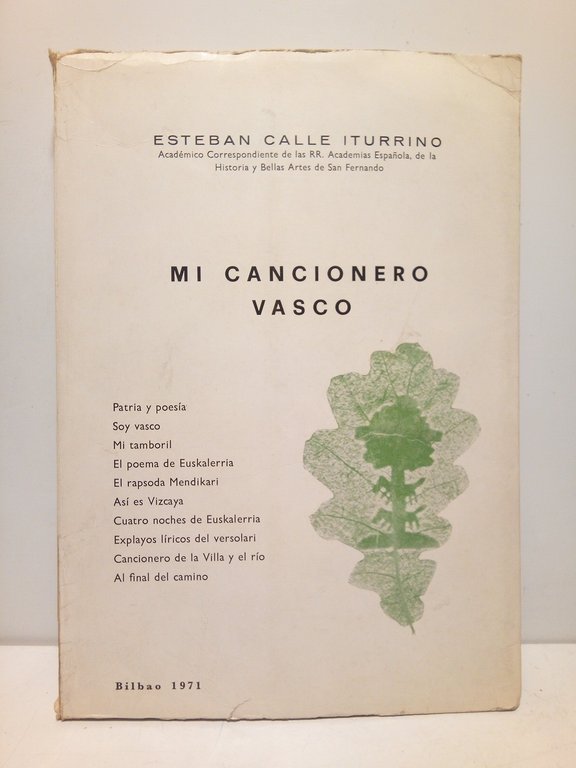 ESTEBAN CALLE ITURRINO
Académico Correspondiente de las RR. Academias Española, de la
Historia y Bellas Artes de San Fernando
MI CANCIONERO
VASCO
Patria y poesía
Soy vasco
Mi tamboril
El poema de Euskalerria
El rapsoda Mendikari
Así es Vizcaya
Cuatro noches de Euskalerria
Explayos líricos del versolari
Cancionero de la Villa y el río
Al final del camino
Bilbao 1971